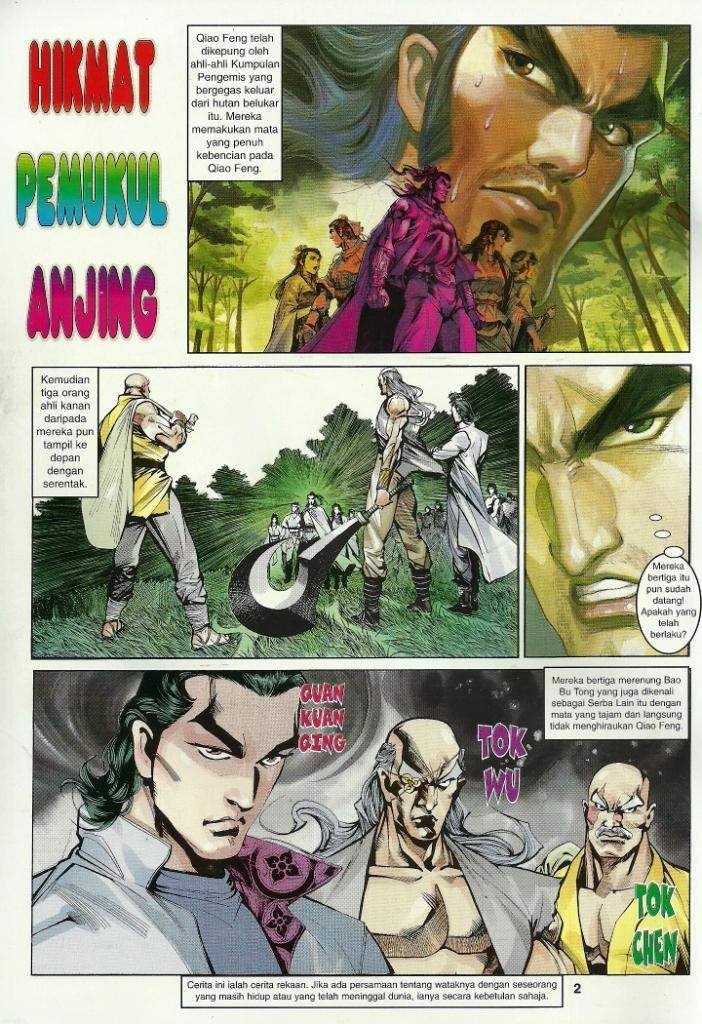 HIKMAT
PEMUKUL
ANJING
Qiao Feng telah
dikepung oleh
ahli-ahli Kumpulan
Pengemis yang
bergegas keluar
dari hutan belukar
itu. Mereka
memakukan mata
yang penuh
kebencian pada
Qiao Feng.
Kemudian
tiga orang
ahli kanan
daripada
mereka pun
tampil ke
depan
dengan
serentak.
Mereka
bertiga itu
pun sudah
datang!
Apakah yang
telah
berlaku?
Mereka bertiga merenung Bao
Bu Tong yang juga dikenali
sebagai Serba Lain itu dengan
mata yang tajam dan langsung
tidak menghiraukan Qiao Feng.
QUAN
KUAN
QING
TOK
WU
TOK
CHEN
Cerita ini ialah cerita rekaan. Jika ada persamaan tentang wataknya dengan seseorang
yang masih hidup atau yang telah meninggal dunia, ianya secara kebetulan sahaja.
2